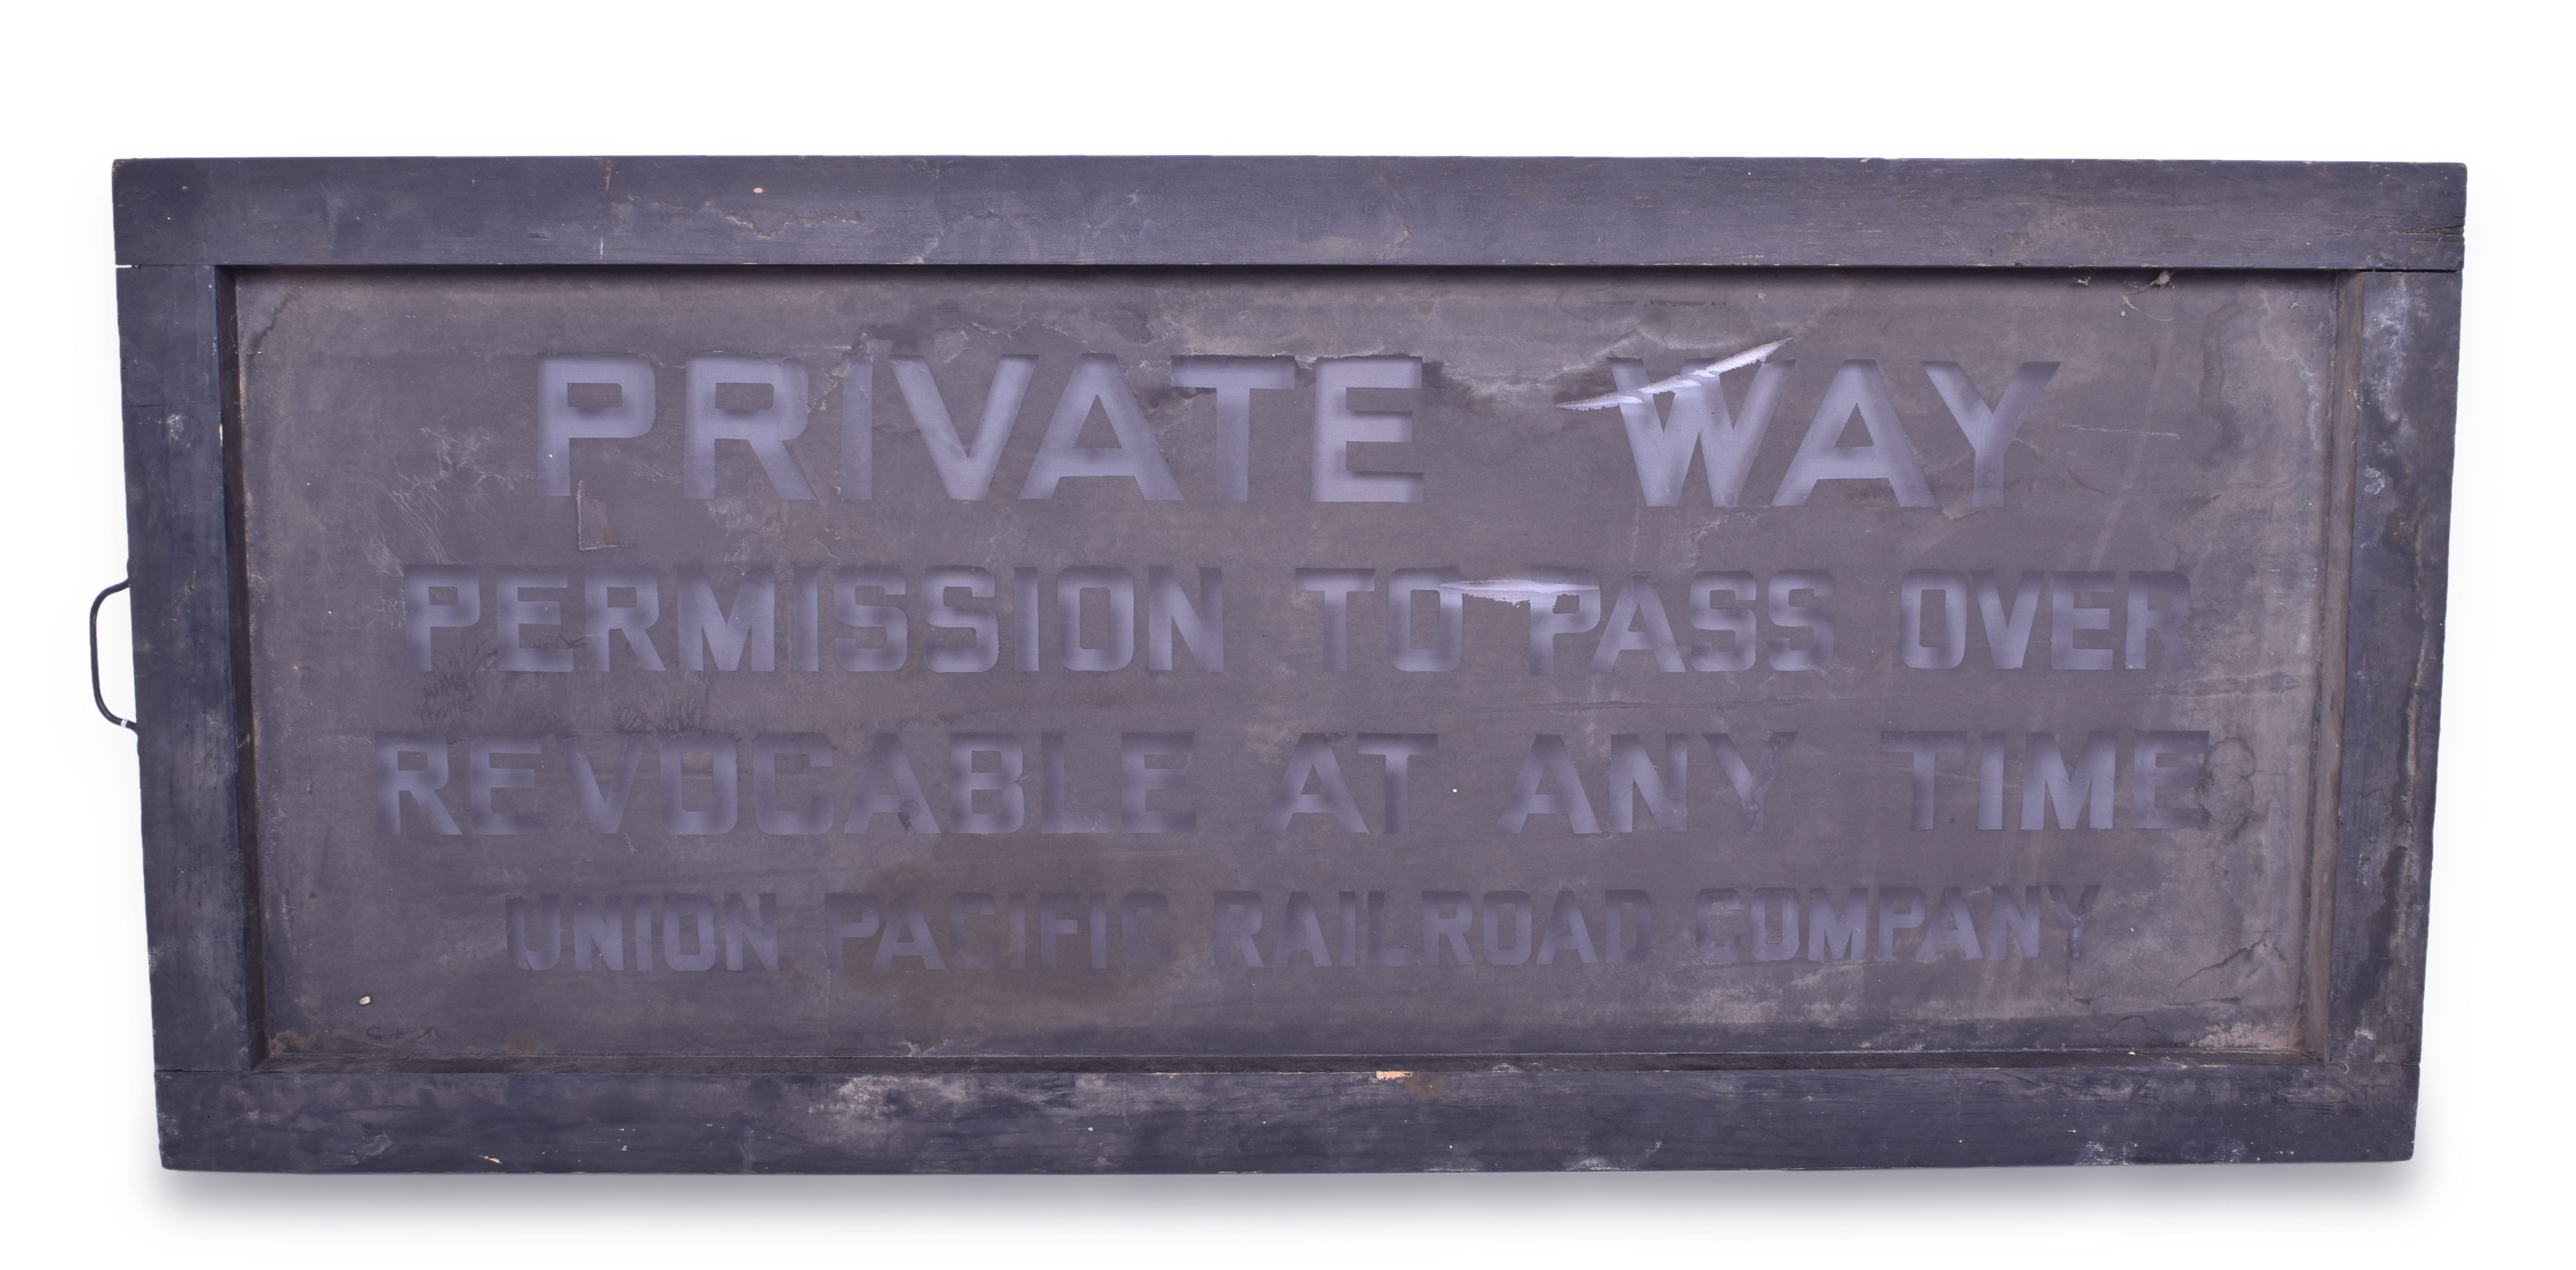 PRIVATE WAY
PERMISSION TO PASS OVER
REVOCABLE AT ANY TIME
UNION PACIFIC RAILROAD COMPANY